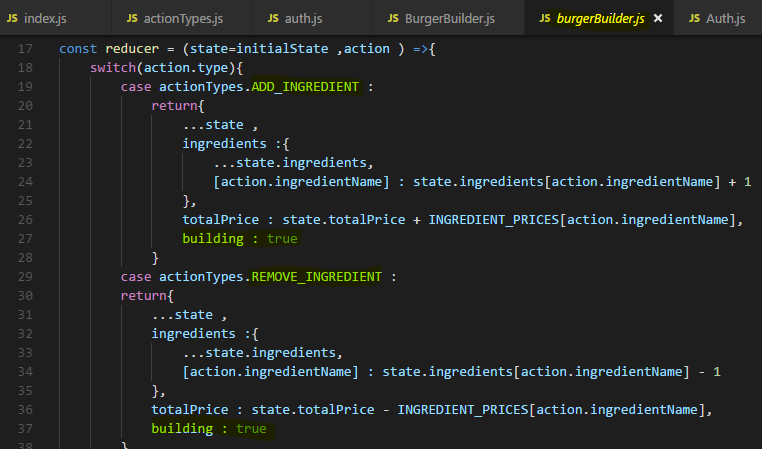 JS index.js JS actionTypes.js JS auth.js JS BurgerBuilder.js JS burgerBuilder.js × JS Auth.js
17 const reducer = (state=initialState ,action ) =>{
18 switch(action.type){
19 case actionTypes.ADD_INGREDIENT :
20 return{
21 ...state ,
22 ingredients :{
23 ...state.ingredients,
24 [action.ingredientName] : state.ingredients[action.ingredientName] + 1
25 },
26 totalPrice : state.totalPrice + INGREDIENT_PRICES[action.ingredientName],
27 building : true
28 }
29 case actionTypes.REMOVE_INGREDIENT :
30 return{
31 ...state ,
32 ingredients :{
33 ...state.ingredients,
34 [action.ingredientName] : state.ingredients[action.ingredientName] - 1
35 },
36 totalPrice : state.totalPrice - INGREDIENT_PRICES[action.ingredientName],
37 building : true
38 }